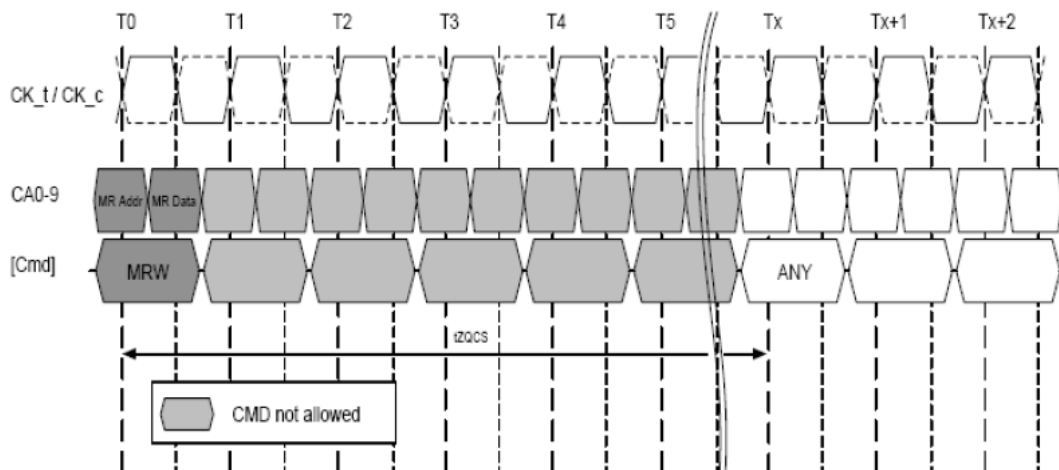 T0 T1 T2 T3 T4 T5 Tx Tx+1 Tx+2
CK_t / CK_c
CA0-9 MR Addr MR Data
[Cmd] MRW ANY
tZQCS
CMD not allowed